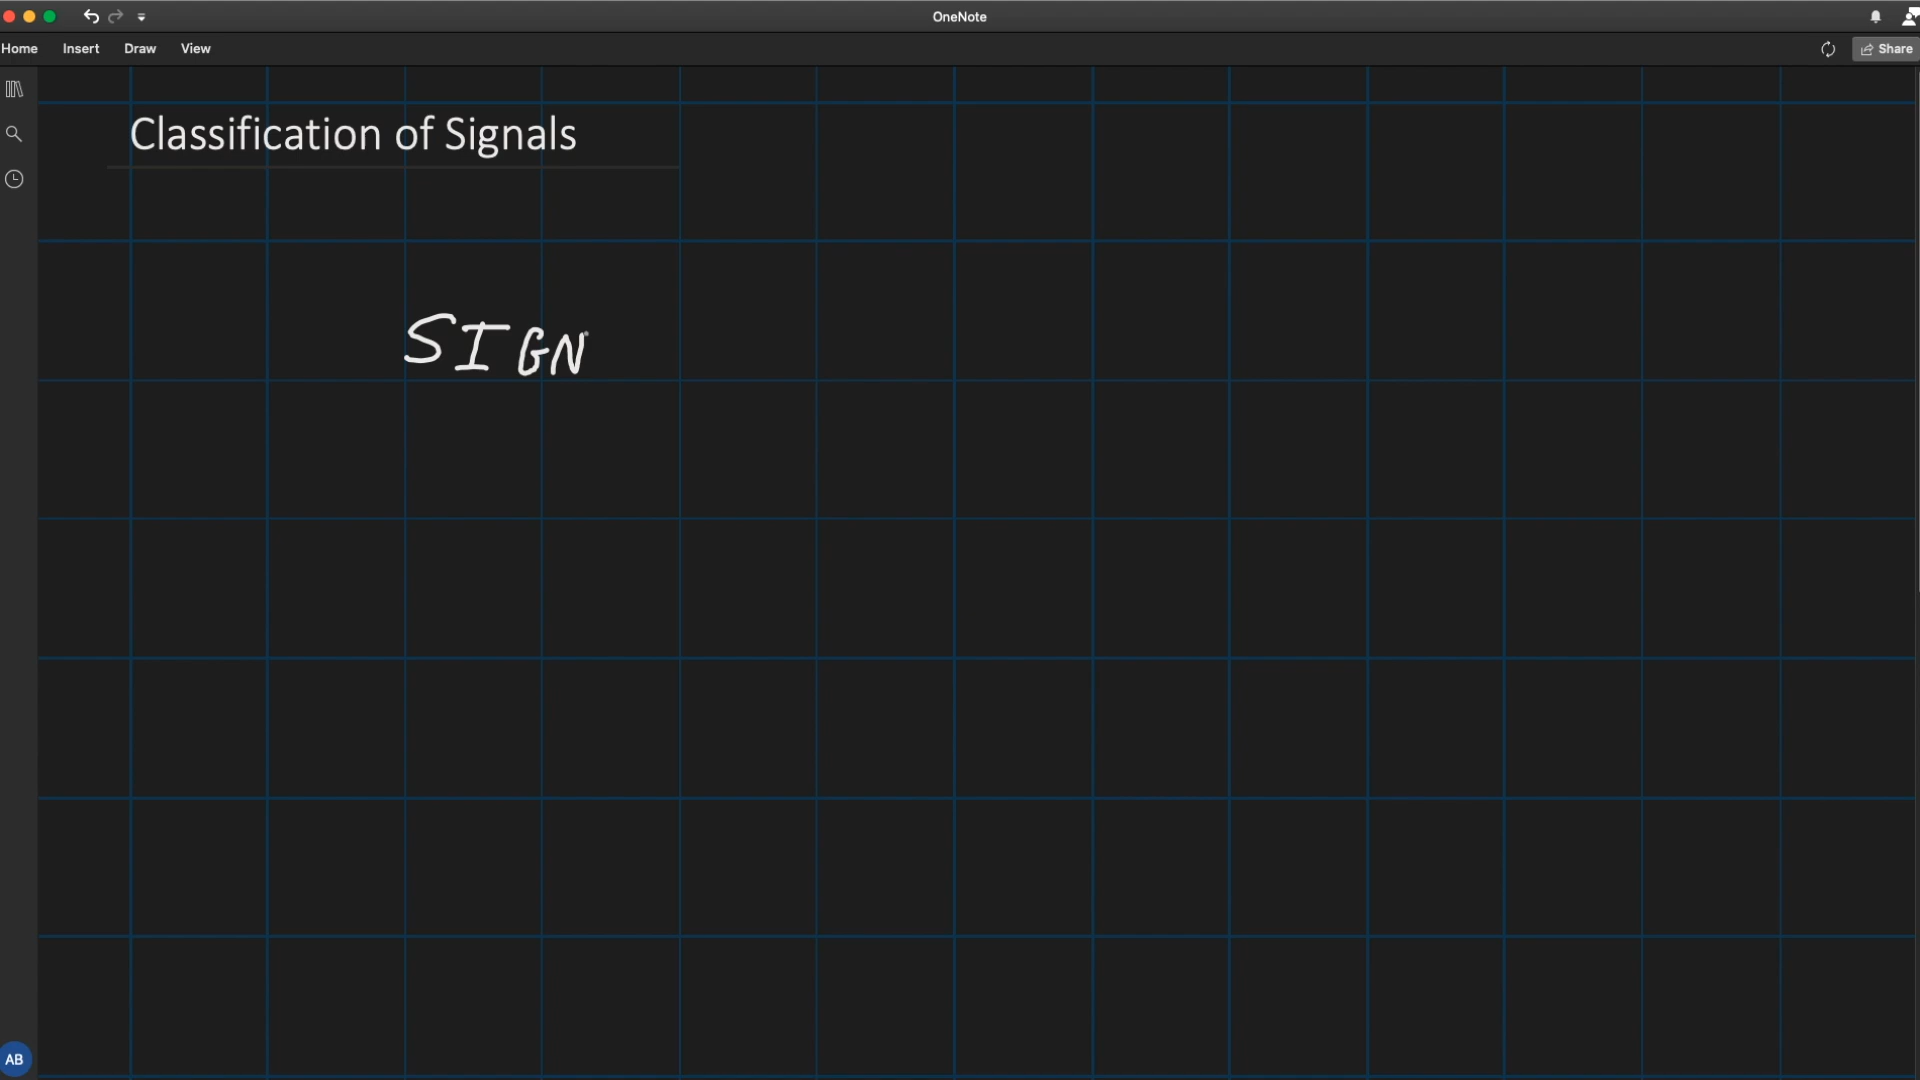 OneNote
Home Insert Draw View Share
Classification of Signals
SIGN
AB